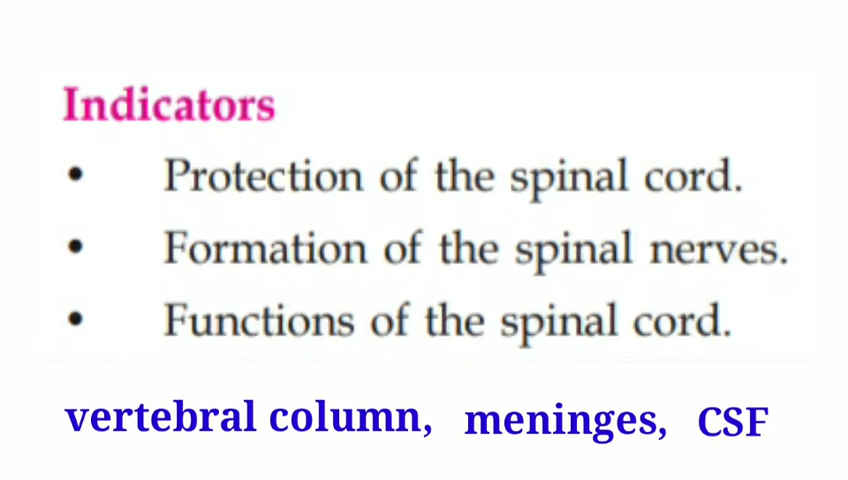 Indicators
• Protection of the spinal cord.
• Formation of the spinal nerves.
• Functions of the spinal cord.
vertebral column, meninges, CSF